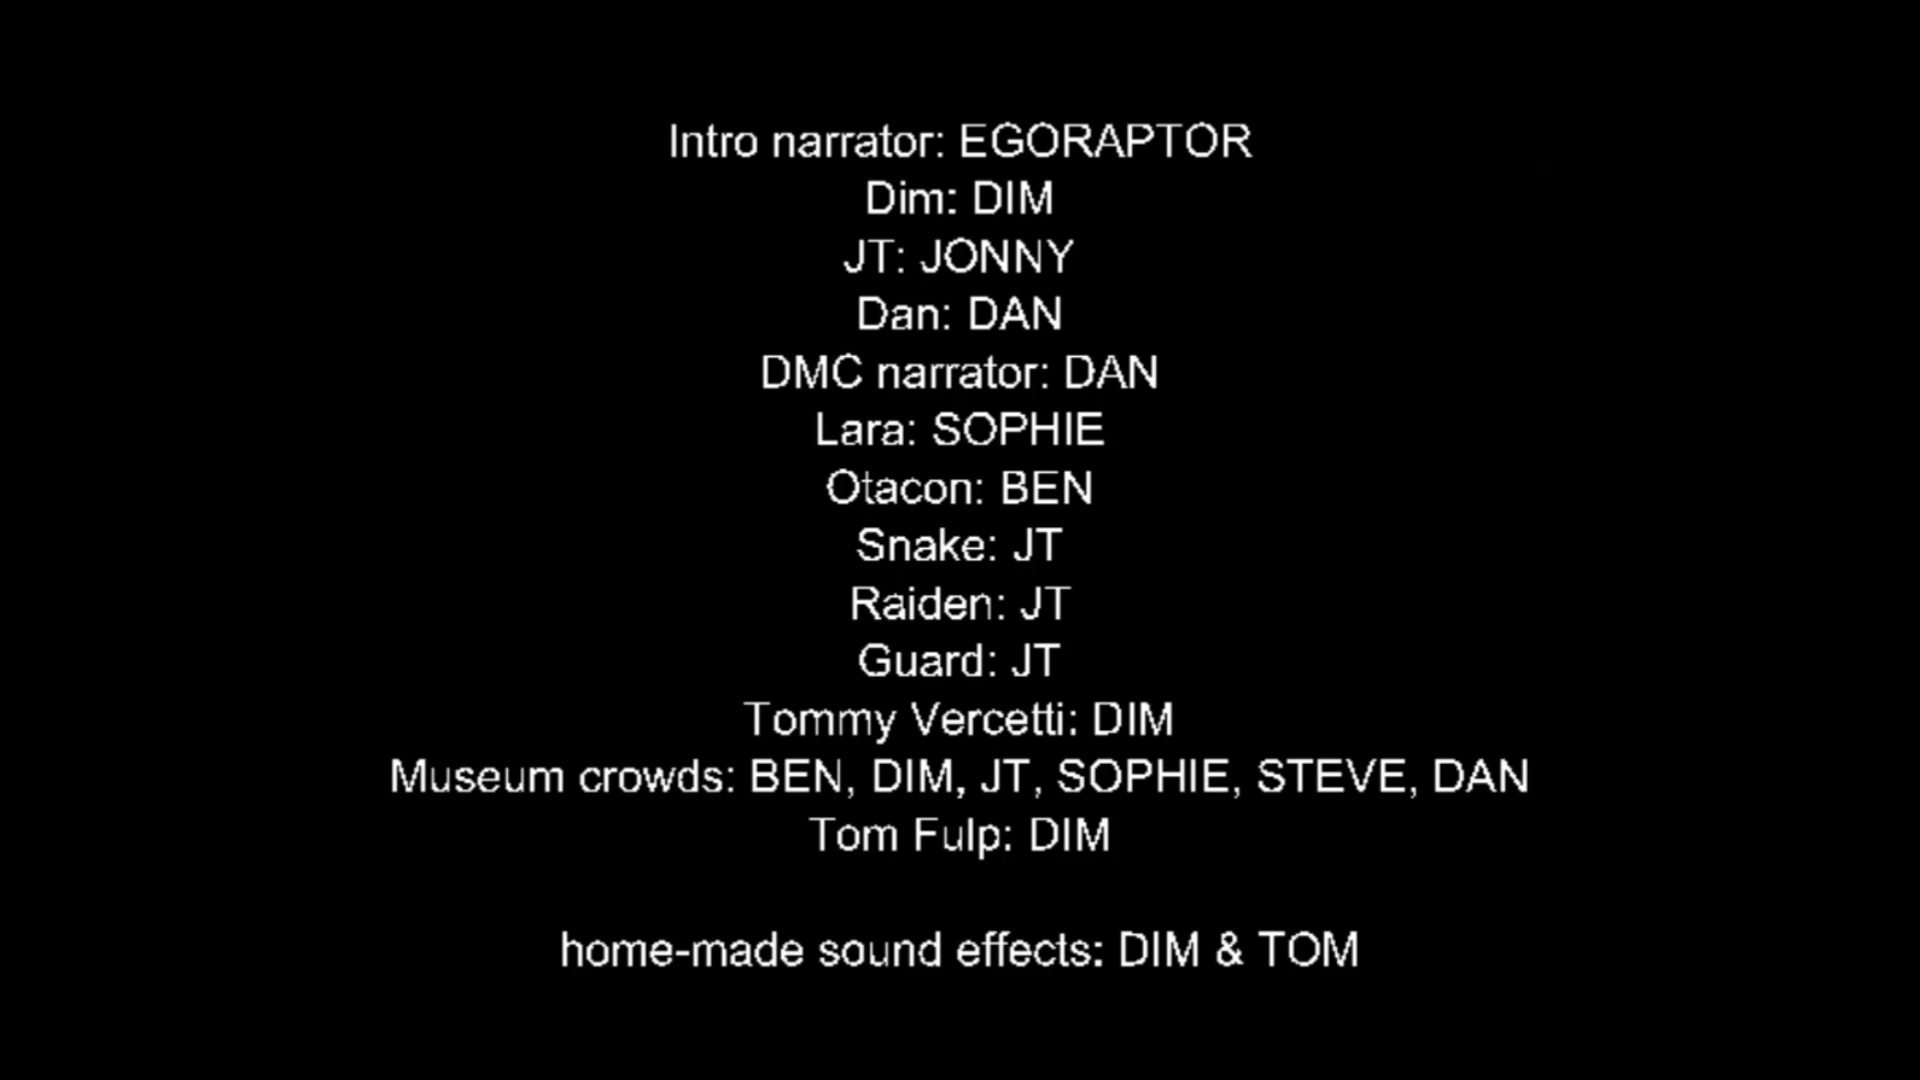 Intro narrator: EGORAPTOR
Dim: DIM
JT: JONNY
Dan: DAN
DMC narrator: DAN
Lara: SOPHIE
Otacon: BEN
Snake: JT
Raiden: JT
Guard: JT
Tommy Vercetti: DIM
Museum crowds: BEN, DIM, JT, SOPHIE, STEVE, DAN
Tom Fulp: DIM
home-made sound effects: DIM & TOM